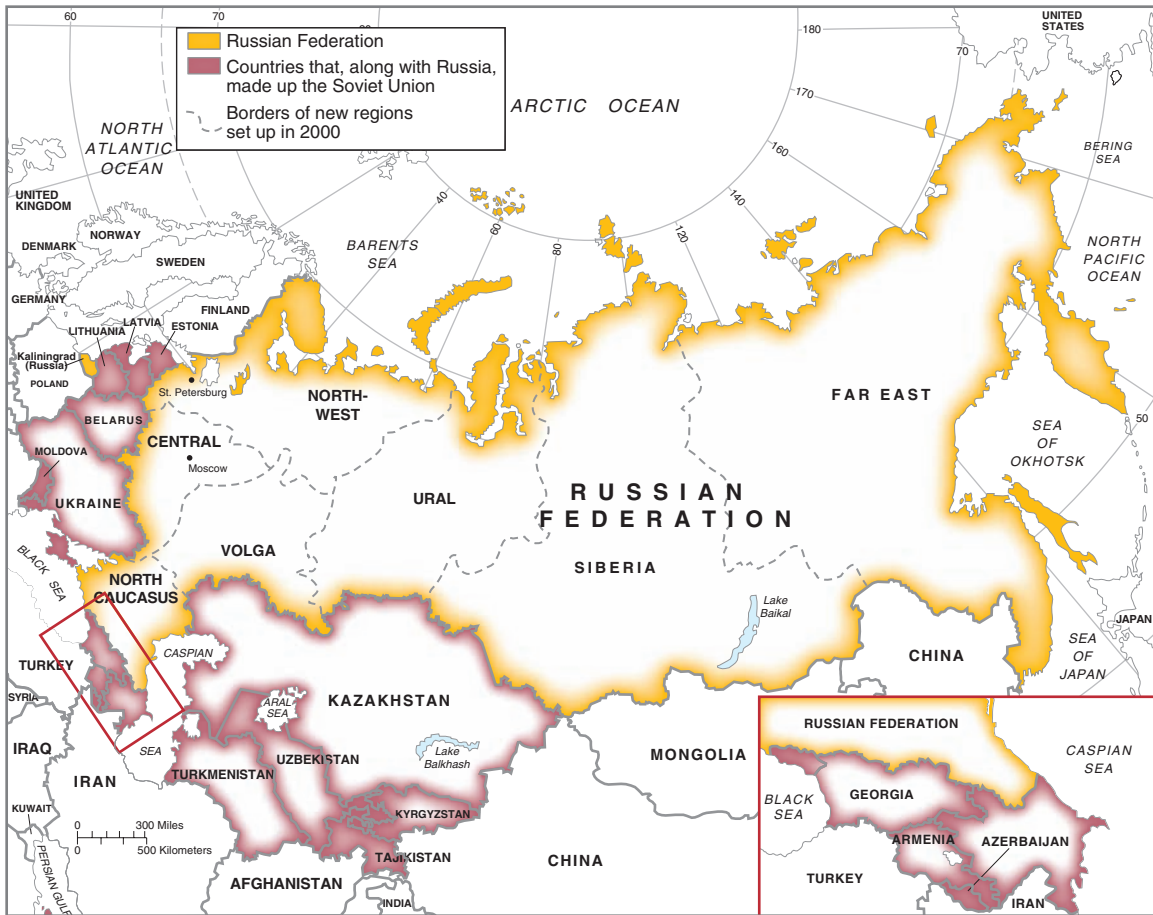 60
70
80
180
70
170
160
140
120
40
60
80
50
Russian Federation
Countries that, along with Russia,
made up the Soviet Union
Borders of new regions
set up in 2000
UNITED
STATES
ARCTIC OCEAN
NORTH
ATLANTIC
OCEAN
BERING
SEA
UNITED
KINGDOM
NORWAY
DENMARK
SWEDEN
BARENTS
SEA
NORTH
PACIFIC
OCEAN
GERMANY
FINLAND
LATVIA
ESTONIA
LITHUANIA
Kaliningrad
(Russia)
POLAND
St. Petersburg
NORTH-
WEST
FAR EAST
BELARUS
CENTRAL
Moscow
SEA
OF
OKHOTSK
MOLDOVA
UKRAINE
URAL
RUSSIAN
FEDERATION
VOLGA
SIBERIA
BLACK SEA
NORTH
CAUCASUS
Lake
Baikal
JAPAN
CASPIAN
SEA
TURKEY
CHINA
SEA
OF
JAPAN
SYRIA
KAZAKHSTAN
ARAL
SEA
IRAQ
IRAN
UZBEKISTAN
TURKMENISTAN
Lake
Balkhash
MONGOLIA
KUWAIT
0 300 Miles
0 500 Kilometers
KYRGYZSTAN
TAJIKISTAN
CHINA
PERSIAN GULF
AFGHANISTAN
INDIA
RUSSIAN FEDERATION
CASPIAN
SEA
BLACK
SEA
GEORGIA
ARMENIA
AZERBAIJAN
TURKEY
IRAN